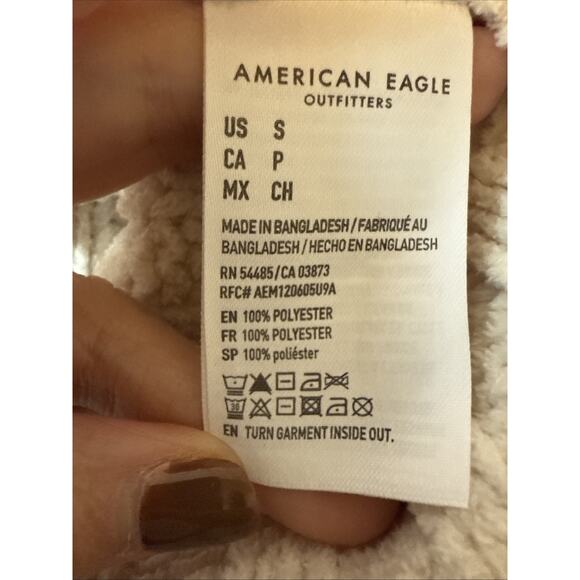 AMERICAN EAGLE
OUTFITTERS
US S
CA P
MX CH
MADE IN BANGLADESH / FABRIQUÉ AU
BANGLADESH / HECHO EN BANGLADESH
RN 54485/CA 03873
RFC# AEM120605U9A
EN 100% POLYESTER
FR 100% POLYESTER
SP 100% poliéster
30
EN TURN GARMENT INSIDE OUT.